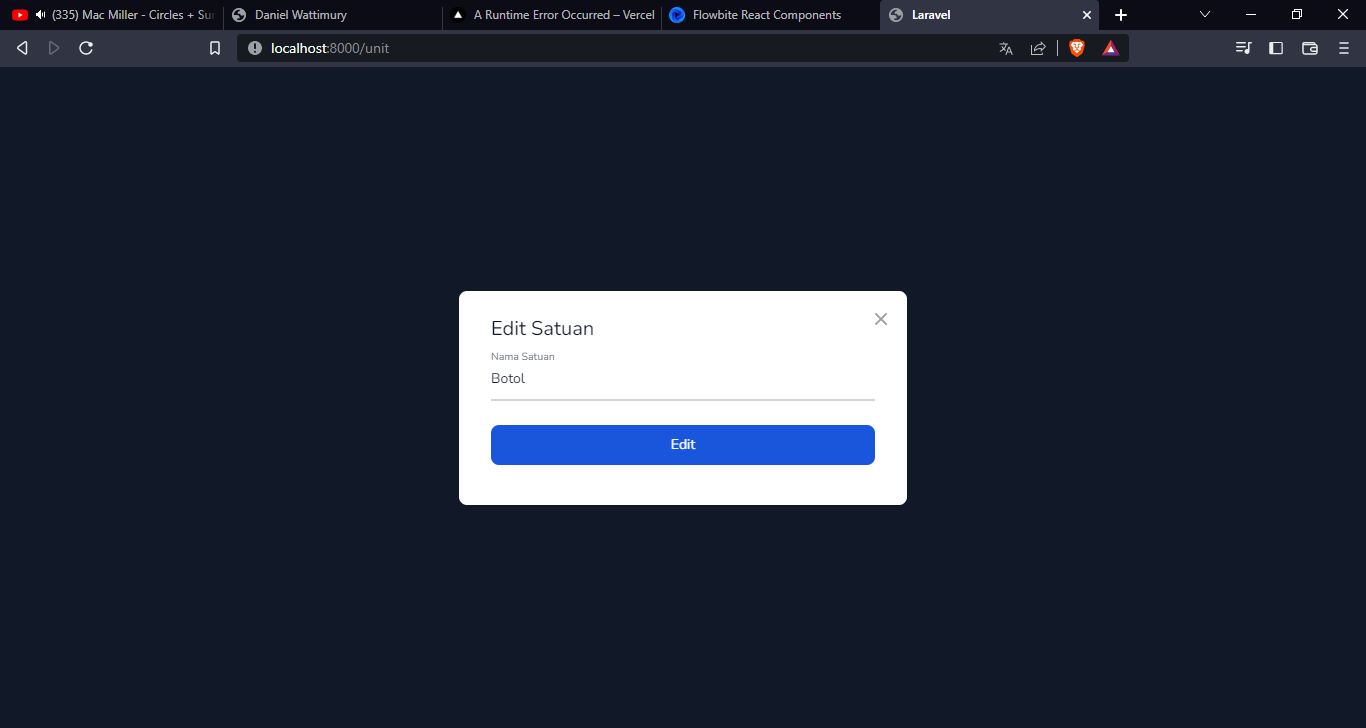 (335) Mac Miller - Circles + Sur
Daniel Wattimury
A Runtime Error Occurred – Vercel
Flowbite React Components
Laravel
localhost:8000/unit
Edit Satuan
Nama Satuan
Botol
Edit